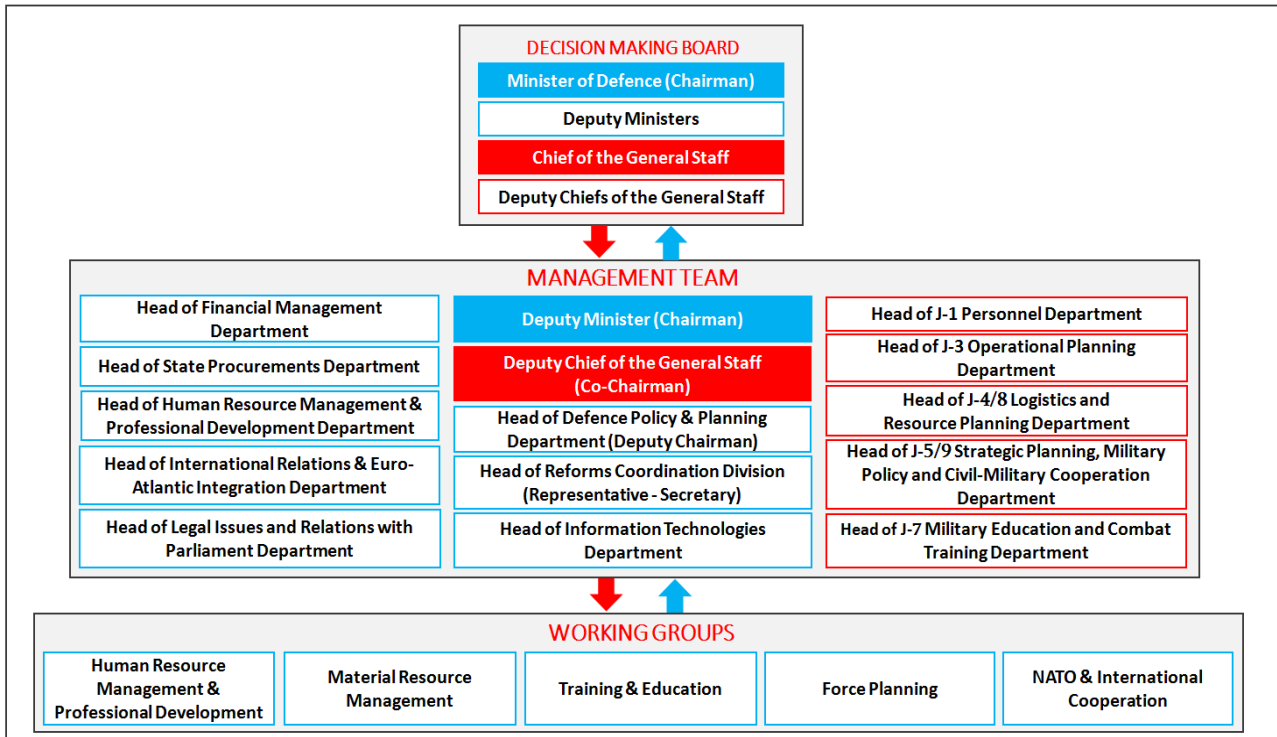 DECISION MAKING BOARD
Minister of Defence (Chairman)
Deputy Ministers
Chief of the General Staff
Deputy Chiefs of the General Staff
MANAGEMENT TEAM
Head of Financial Management
Department
Head of State Procurements Department
Head of Human Resource Management &
Professional Development Department
Head of International Relations & Euro-
Atlantic Integration Department
Head of Legal Issues and Relations with
Parliament Department
Deputy Minister (Chairman)
Deputy Chief of the General Staff
(Co-Chairman)
Head of Defence Policy & Planning
Department (Deputy Chairman)
Head of Reforms Coordination Division
(Representative - Secretary)
Head of Information Technologies
Department
Head of J-1 Personnel Department
Head of J-3 Operational Planning
Department
Head of J-4/8 Logistics and
Resource Planning Department
Head of J-5/9 Strategic Planning, Military
Policy and Civil-Military Cooperation
Department
Head of J-7 Military Education and Combat
Training Department
WORKING GROUPS
Human Resource
Management &
Professional Development
Material Resource
Management
Training & Education
Force Planning
NATO & International
Cooperation